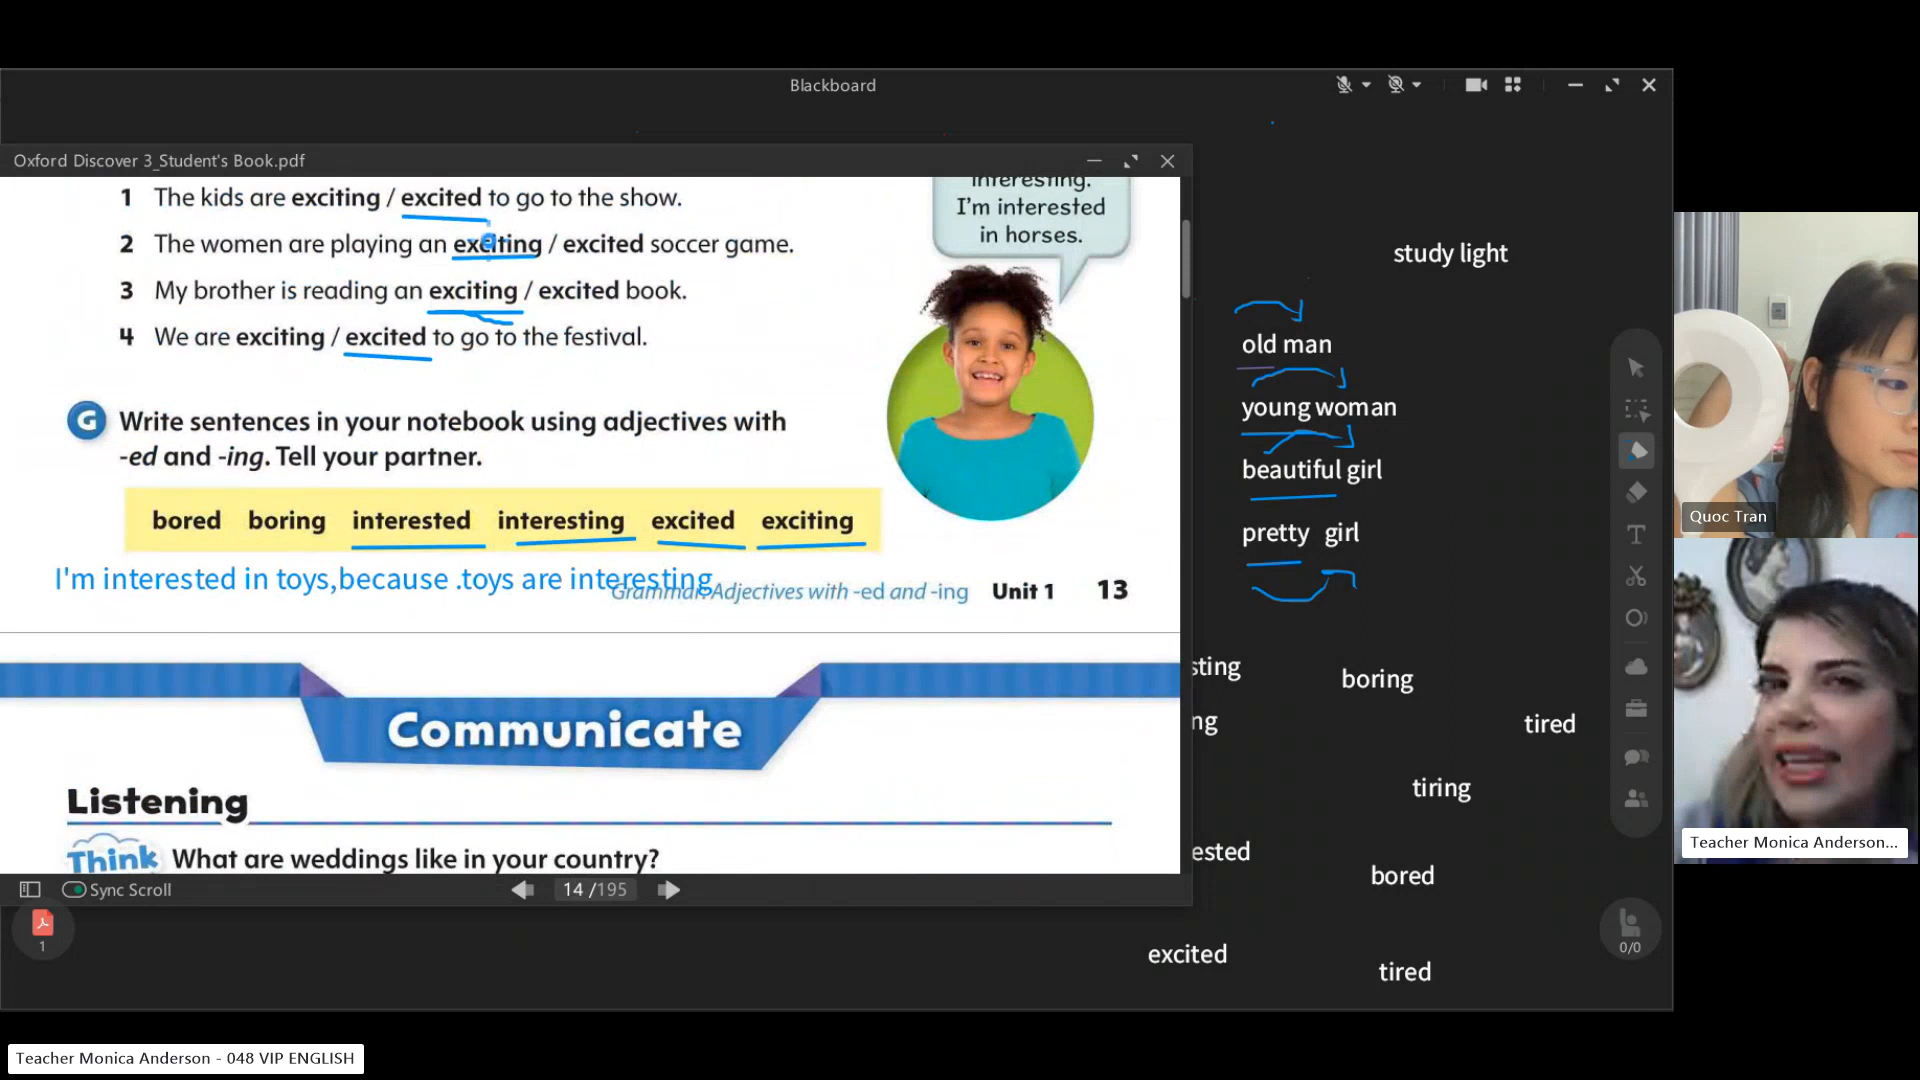 Blackboard
Oxford Discover 3_Student's Book.pdf
1 The kids are exciting / excited to go to the show.
2 The women are playing an exciting / excited soccer game.
3 My brother is reading an exciting / excited book.
4 We are exciting / excited to go to the festival.
interesting.
I'm interested
in horses.
G Write sentences in your notebook using adjectives with
-ed and -ing. Tell your partner.
bored boring interested interesting excited exciting
I'm interested in toys,because .toys are interesting
Grammar: Adjectives with -ed and -ing Unit 1 13
Communicate
Listening
Think What are weddings like in your country?
Sync Scroll
14 /195
1
study light
old man
young woman
beautiful girl
pretty girl
sting
boring
ng
tired
tiring
ested
bored
excited
tired
0/0
Quoc Tran
Teacher Monica Anderson...
Teacher Monica Anderson - 048 VIP ENGLISH